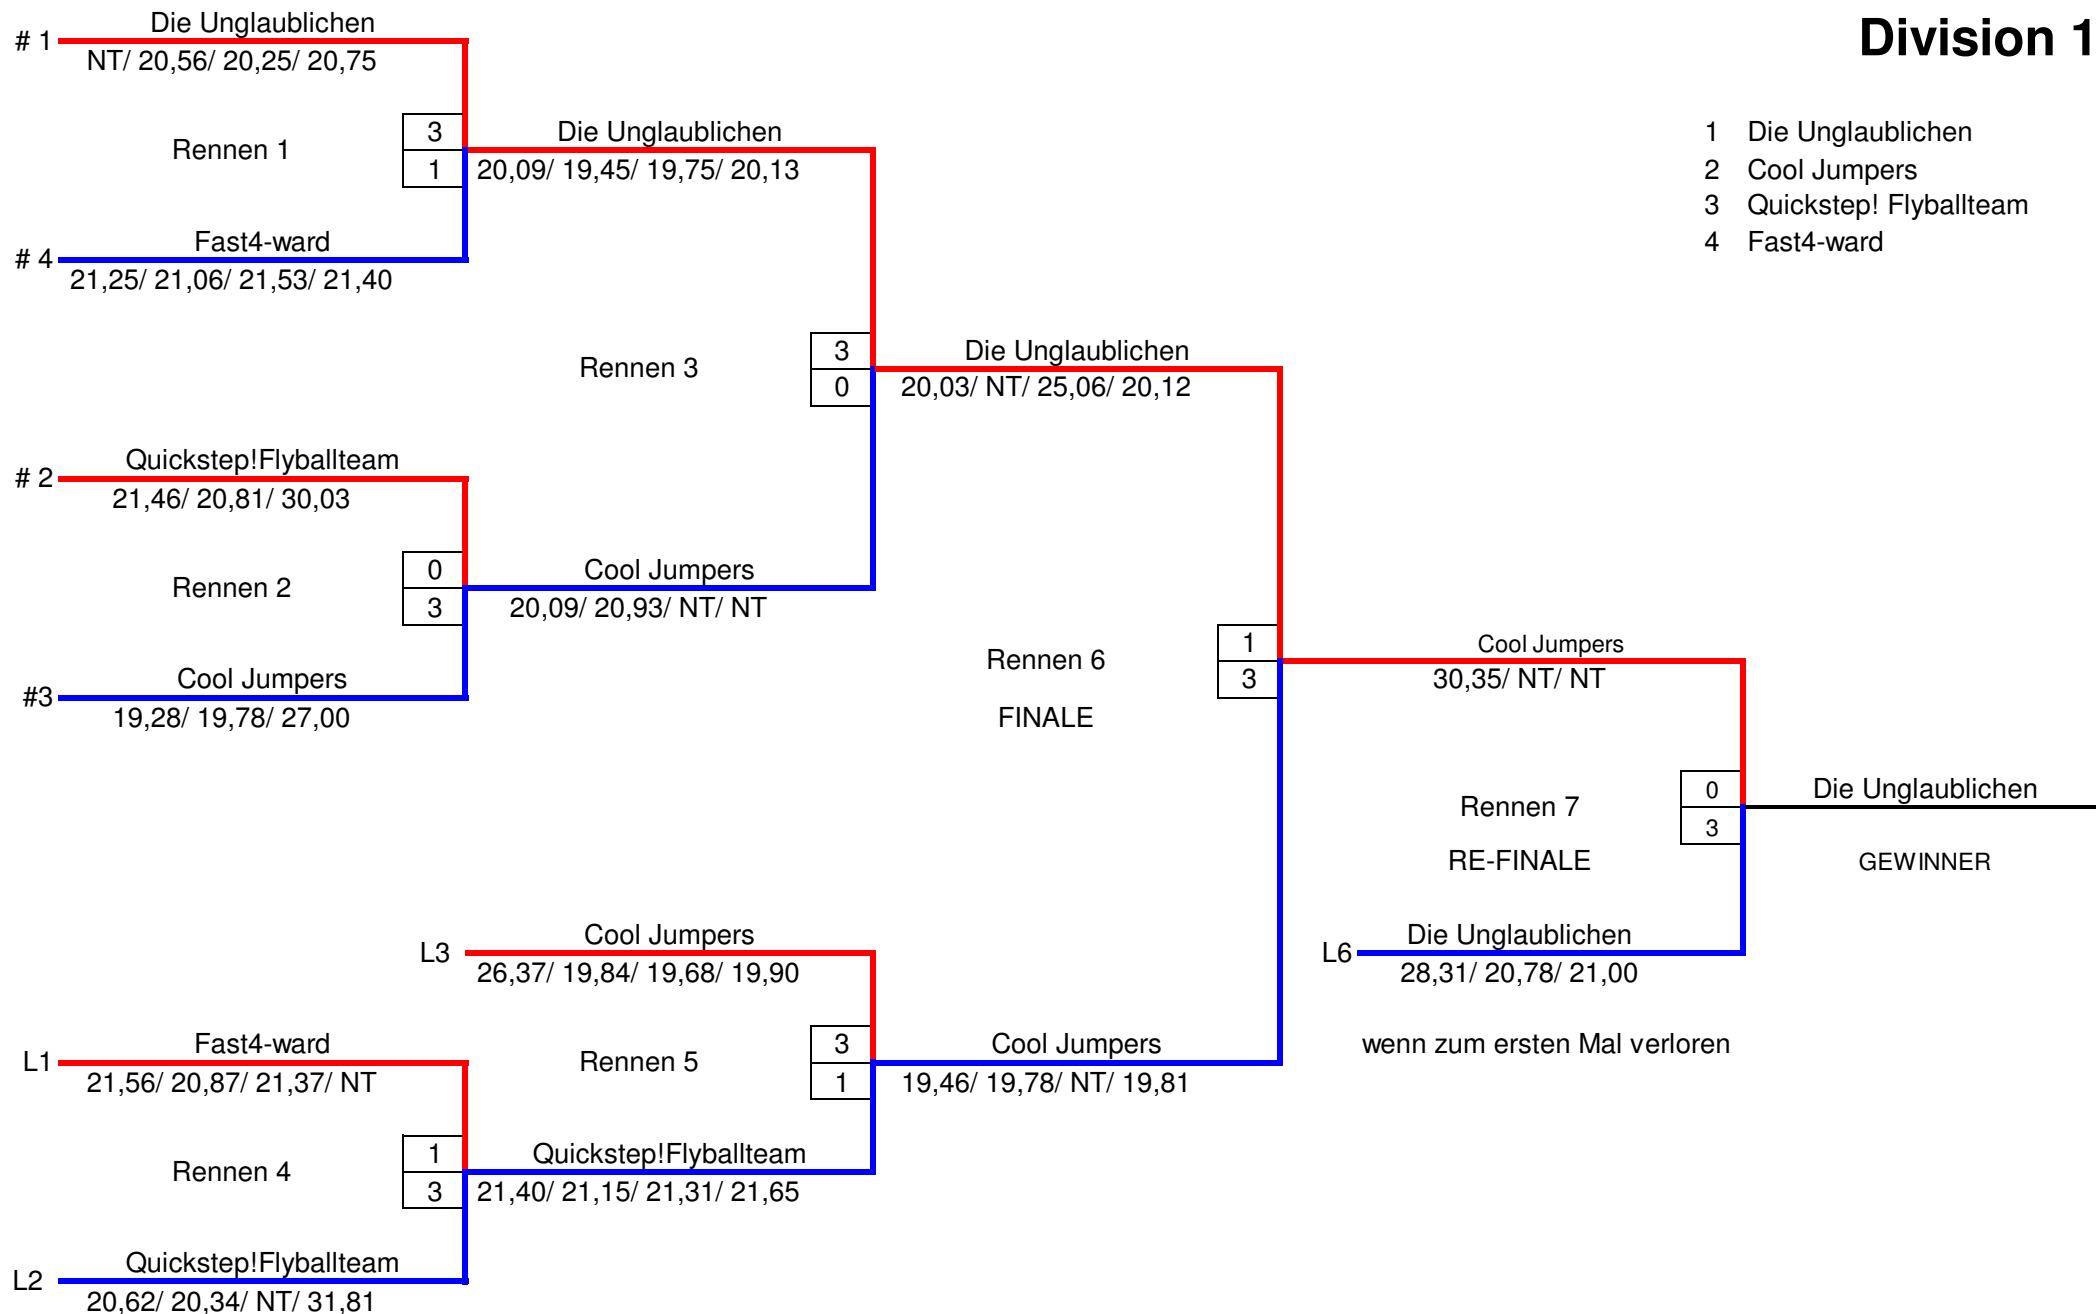 Division 1
# 1
Die Unglaublichen
NT/ 20,56/ 20,25/ 20,75
Rennen 1
3
1
# 4
Fast4-ward
21,25/ 21,06/ 21,53/ 21,40
Die Unglaublichen
20,09/ 19,45/ 19,75/ 20,13
1 Die Unglaublichen
2 Cool Jumpers
3 Quickstep! Flyballteam
4 Fast4-ward
Rennen 3
3
0
Die Unglaublichen
20,03/ NT/ 25,06/ 20,12
# 2
Quickstep!Flyballteam
21,46/ 20,81/ 30,03
Rennen 2
0
3
Cool Jumpers
20,09/ 20,93/ NT/ NT
#3
Cool Jumpers
19,28/ 19,78/ 27,00
Rennen 6
FINALE
1
3
Cool Jumpers
30,35/ NT/ NT
Rennen 7
RE-FINALE
0
3
Die Unglaublichen
GEWINNER
L6
Die Unglaublichen
28,31/ 20,78/ 21,00
wenn zum ersten Mal verloren
L3
Cool Jumpers
26,37/ 19,84/ 19,68/ 19,90
Rennen 5
3
1
Cool Jumpers
19,46/ 19,78/ NT/ 19,81
L1
Fast4-ward
21,56/ 20,87/ 21,37/ NT
Rennen 4
1
3
Quickstep!Flyballteam
21,40/ 21,15/ 21,31/ 21,65
L2
Quickstep!Flyballteam
20,62/ 20,34/ NT/ 31,81